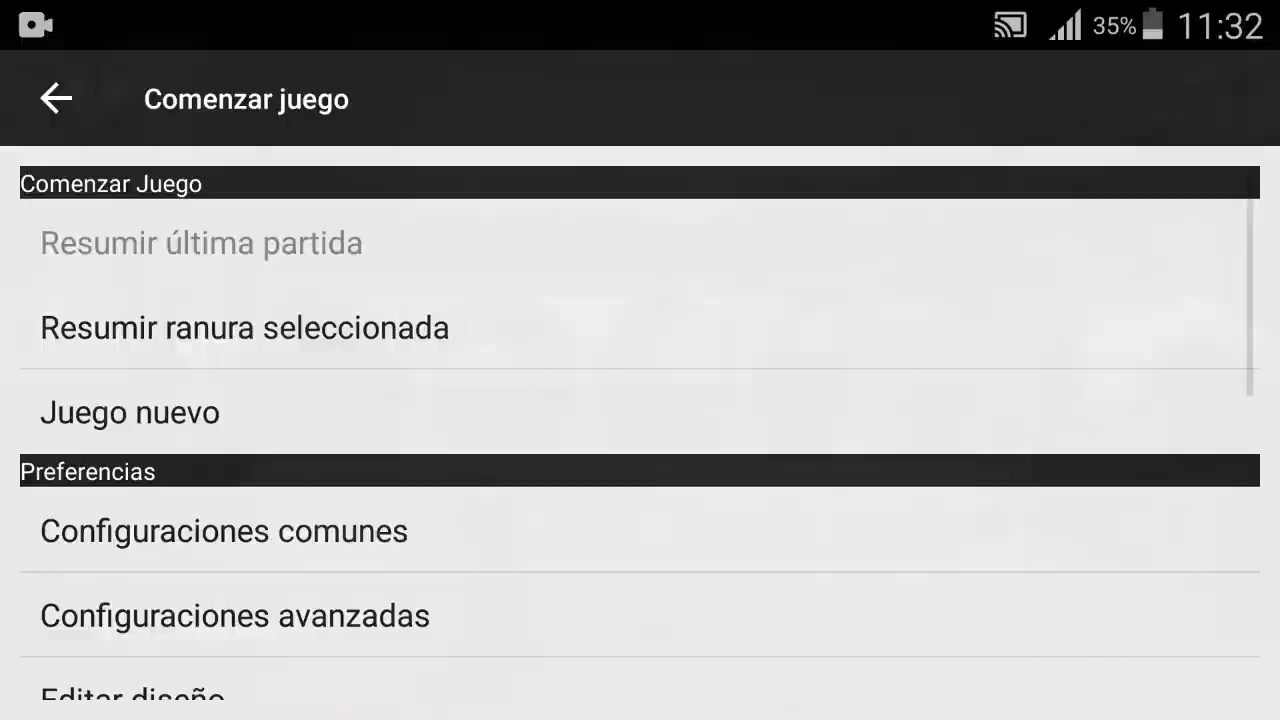 35% 11:32
Comenzar juego
Comenzar Juego
Resumir última partida
Resumir ranura seleccionada
Juego nuevo
Preferencias
Configuraciones comunes
Configuraciones avanzadas
Editar diseño